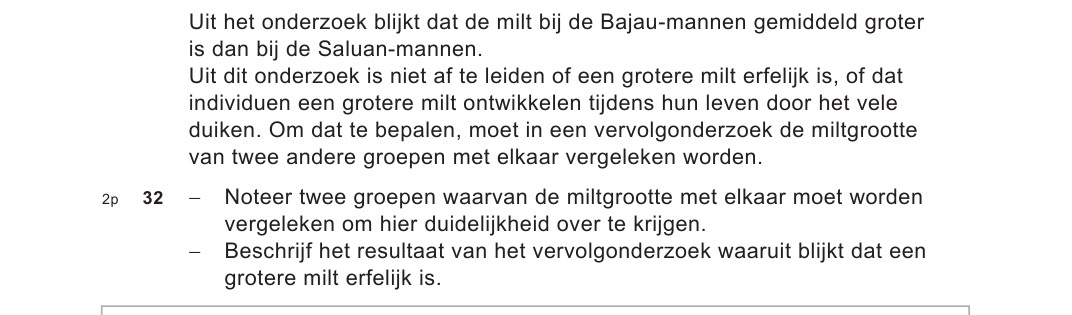 Uit het onderzoek blijkt dat de milt bij de Bajau-mannen gemiddeld groter
is dan bij de Saluan-mannen.
Uit dit onderzoek is niet af te leiden of een grotere milt erfelijk is, of dat
individuen een grotere milt ontwikkelen tijdens hun leven door het vele
duiken. Om dat te bepalen, moet in een vervolgonderzoek de miltgrootte
van twee andere groepen met elkaar vergeleken worden.
2p 32 – Noteer twee groepen waarvan de miltgrootte met elkaar moet worden
vergeleken om hier duidelijkheid over te krijgen.
– Beschrijf het resultaat van het vervolgonderzoek waaruit blijkt dat een
grotere milt erfelijk is.